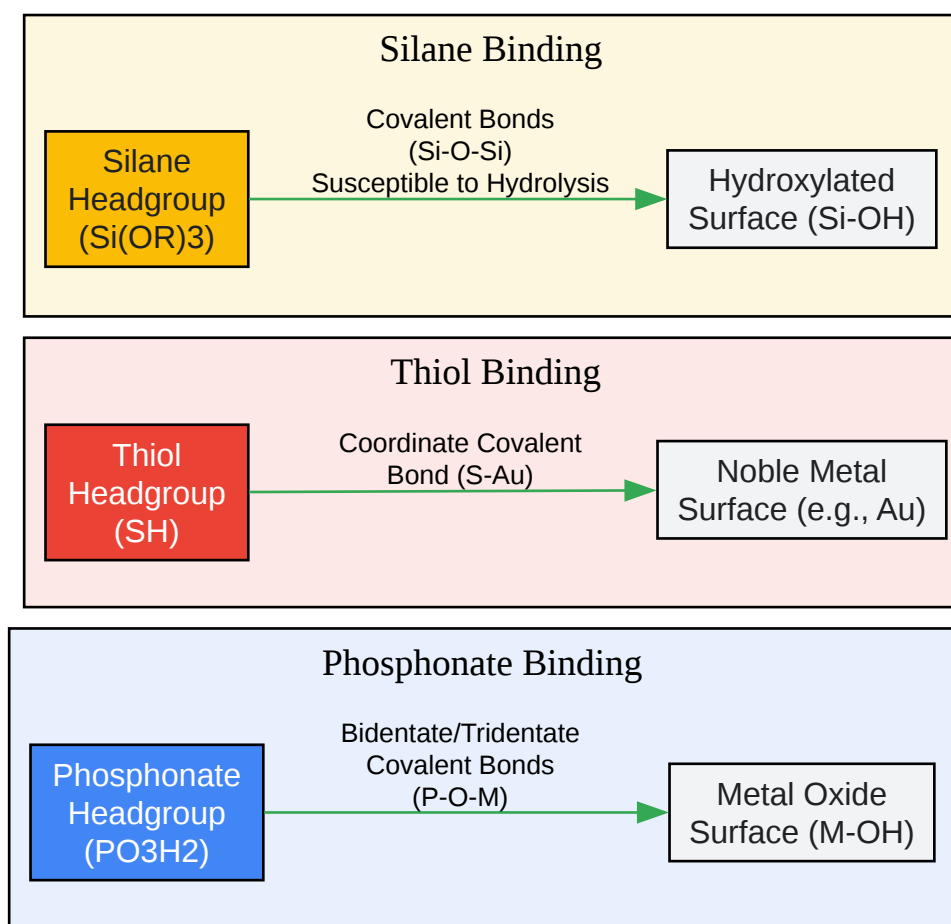 Silane Binding
Covalent Bonds
(Si-O-Si)
Susceptible to Hydrolysis
Silane
Headgroup
(Si(OR)3)
Hydroxylated
Surface (Si-OH)
Thiol Binding
Coordinate Covalent
Bond (S-Au)
Thiol
Headgroup
(SH)
Noble Metal
Surface (e.g., Au)
Phosphonate Binding
Bidentate/Tridentate
Covalent Bonds
(P-O-M)
Phosphonate
Headgroup
(PO3H2)
Metal Oxide
Surface (M-OH)